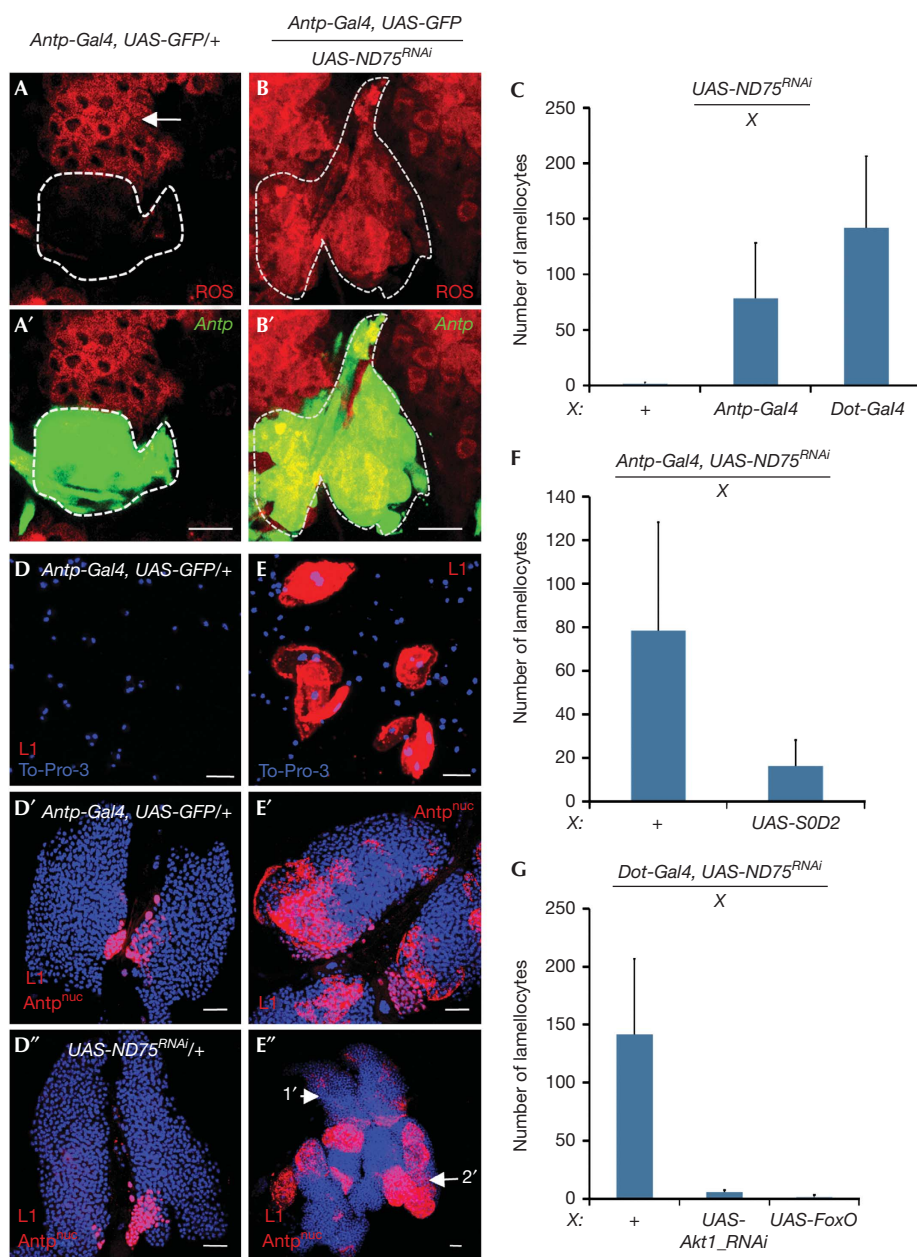 Antp-Gal4, UAS-GFP/+
Antp-Gal4, UAS-GFP
UAS-ND75RNAi
A
ROS
B
ROS
A′
Antp
B′
Antp
C
UAS-ND75RNAi
X
Number of lamellocytes
250
200
150
100
50
0
X:
+
Antp-Gal4
Dot-Gal4
D
Antp-Gal4, UAS-GFP/+
L1
To-Pro-3
E
L1
To-Pro-3
D′
Antp-Gal4, UAS-GFP/+
L1
Antpnuc
E′
Antpnuc
L1
D″
UAS-ND75RNAi/+
L1
Antpnuc
E″
1′
2′
L1
Antpnuc
F
Antp-Gal4, UAS-ND75RNAi
X
Number of lamellocytes
140
120
100
80
60
40
20
0
X:
+
UAS-S0D2
G
Dot-Gal4, UAS-ND75RNAi
X
Number of lamellocytes
250
200
150
100
50
0
X:
+
UAS-
Akt1_RNAi
UAS-FoxO